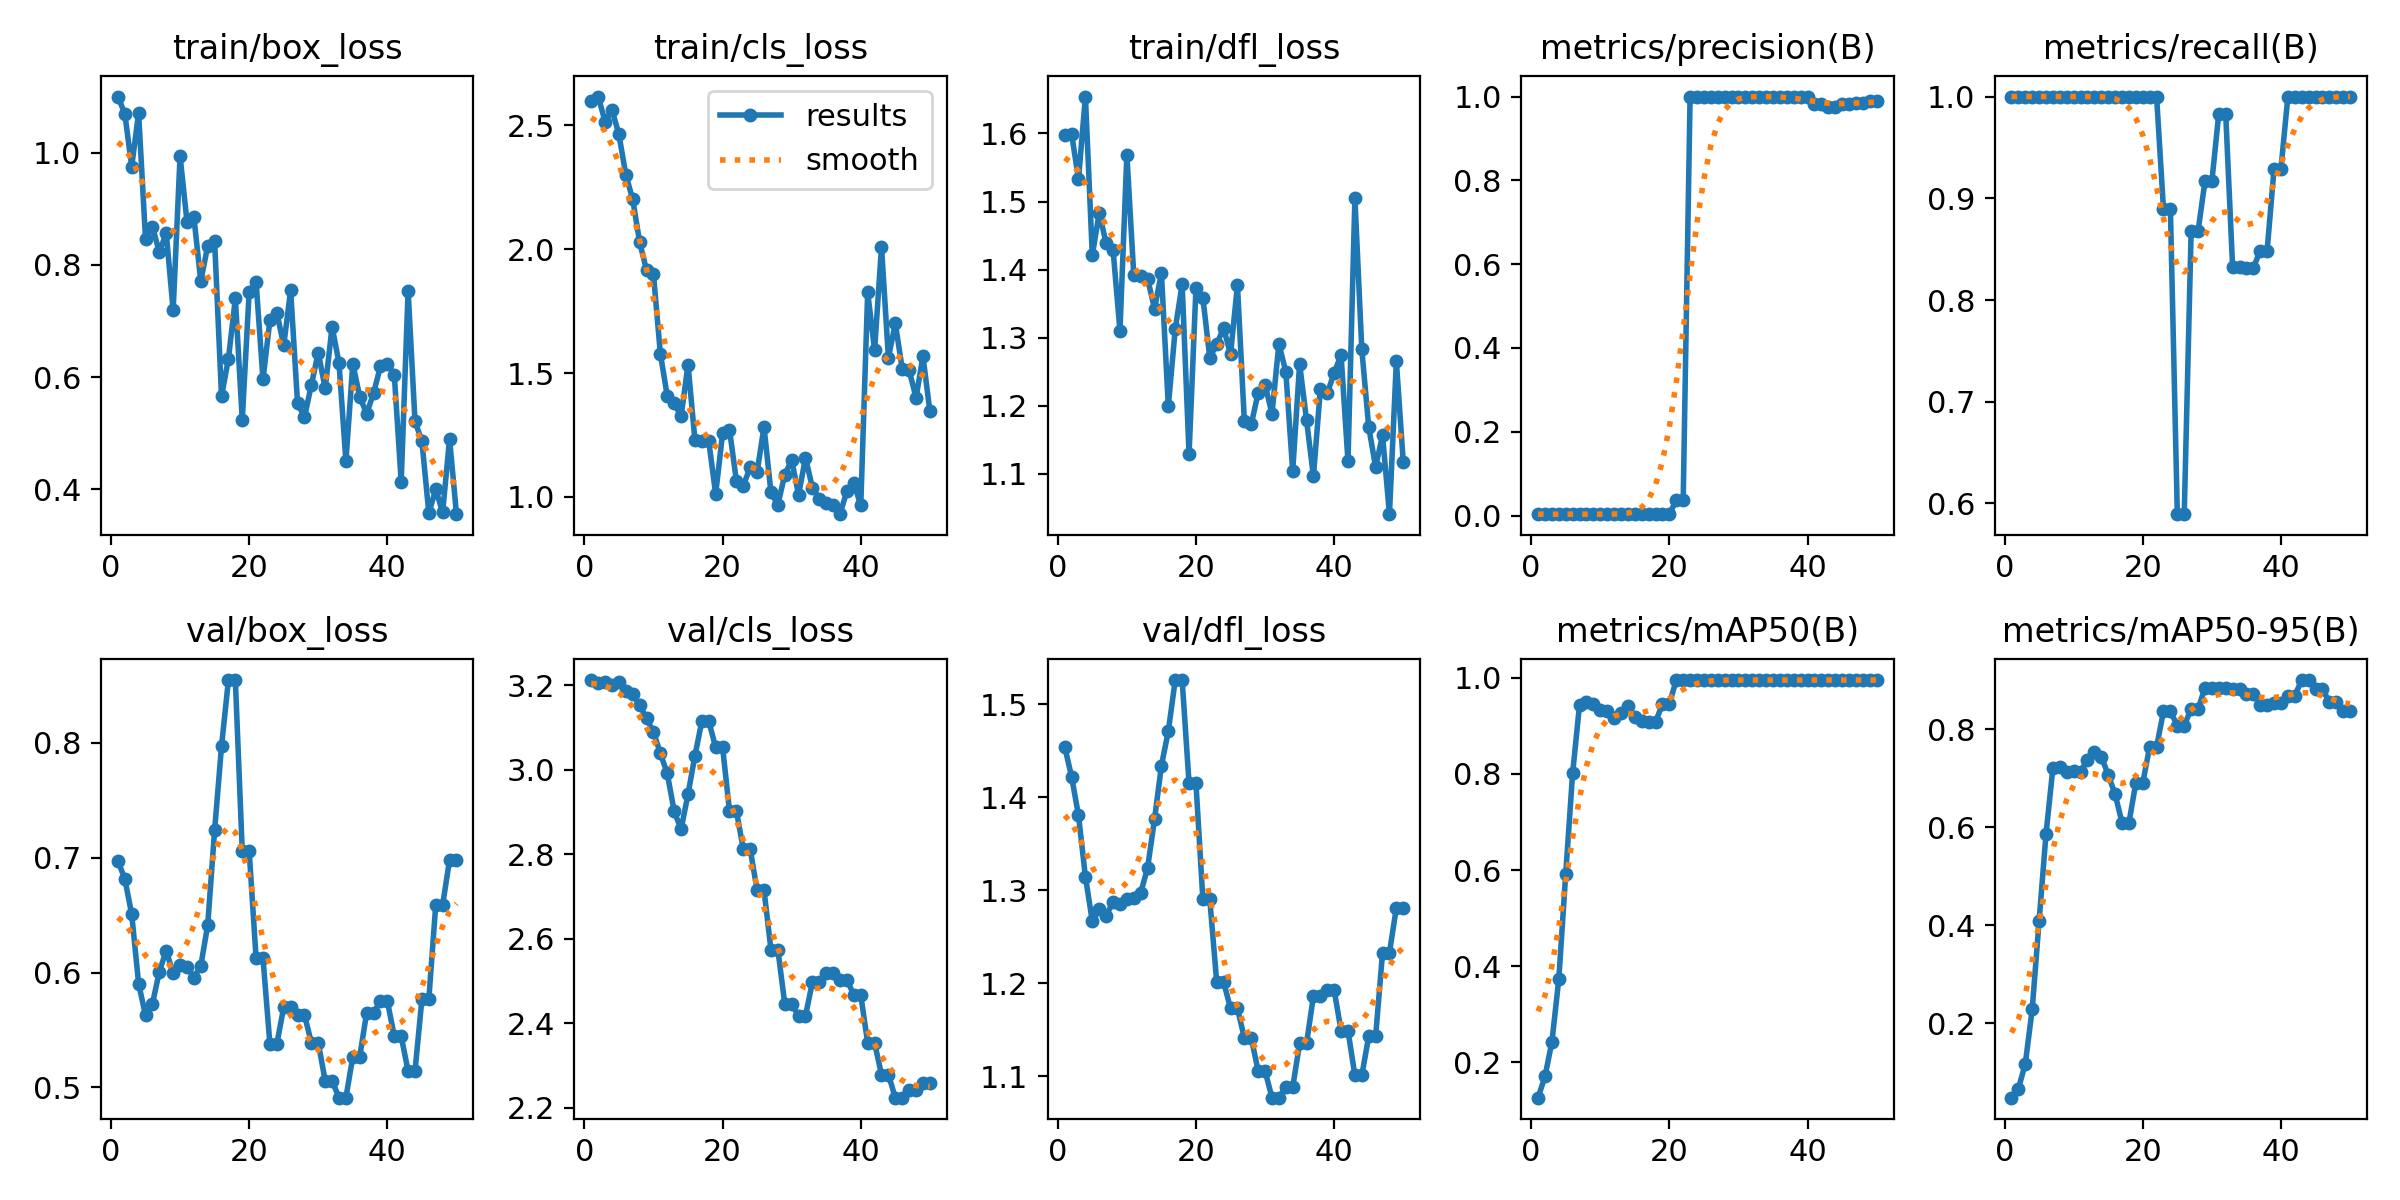 train/box_loss
train/cls_loss
train/dfl_loss
metrics/precision(B)
metrics/recall(B)
results
smooth
1.0
0.8
0.6
0.4
0 20 40
2.5
2.0
1.5
1.0
0 20 40
1.6
1.5
1.4
1.3
1.2
1.1
0 20 40
1.0
0.8
0.6
0.4
0.2
0.0
0 20 40
1.0
0.9
0.8
0.7
0.6
0 20 40
val/box_loss
val/cls_loss
val/dfl_loss
metrics/mAP50(B)
metrics/mAP50-95(B)
0.8
0.7
0.6
0.5
0 20 40
3.2
3.0
2.8
2.6
2.4
2.2
0 20 40
1.5
1.4
1.3
1.2
1.1
0 20 40
1.0
0.8
0.6
0.4
0.2
0 20 40
0.8
0.6
0.4
0.2
0 20 40